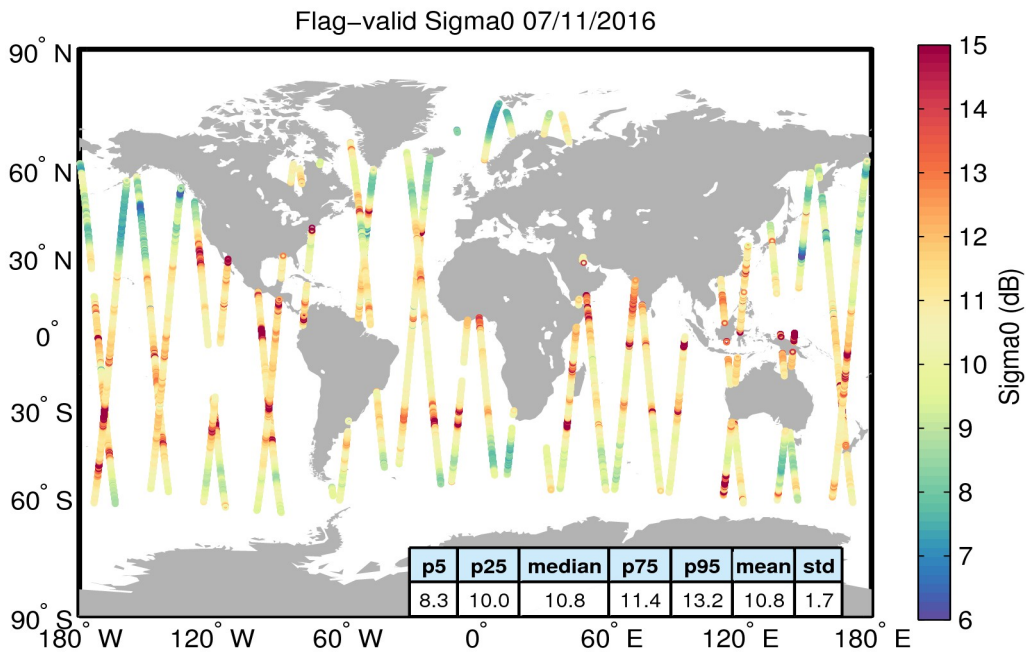 Flag−valid Sigma0 07/11/2016
90° N
60° N
30° N
0°
30° S
60° S
90° S
180° W
120° W
60° W
0°
60° E
120° E
180° E
15
14
13
12
11
10
9
8
7
6
Sigma0 (dB)
p5 p25 median p75 p95 mean std
8.3 10.0 10.8 11.4 13.2 10.8 1.7